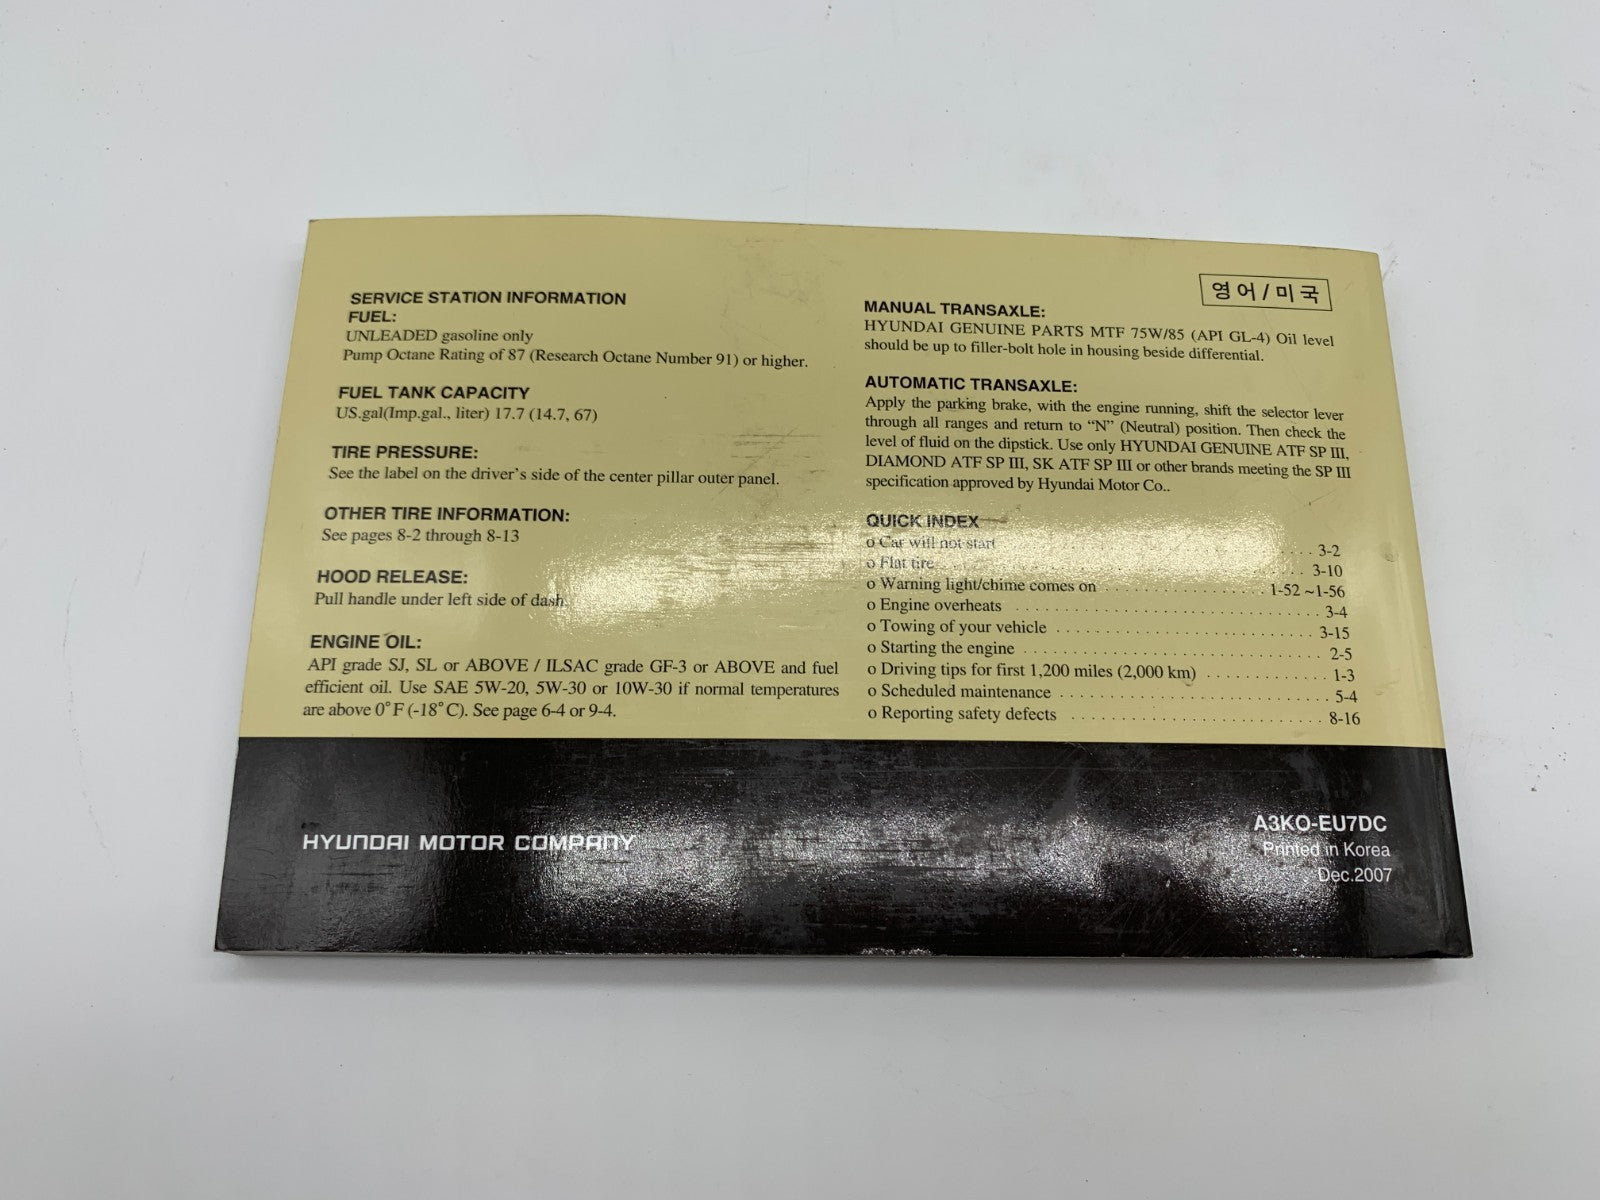 SERVICE STATION INFORMATION
FUEL:
UNLEADED gasoline only
Pump Octane Rating of 87 (Research Octane Number 91) or higher.
FUEL TANK CAPACITY
US.gal(Imp.gal., liter) 17.7 (14.7, 67)
TIRE PRESSURE:
See the label on the driver's side of the center pillar outer panel.
OTHER TIRE INFORMATION:
See pages 8-2 through 8-13
HOOD RELEASE:
Pull handle under left side of dash.
ENGINE OIL:
API grade SJ, SL or ABOVE / ILSAC grade GF-3 or ABOVE and fuel
efficient oil. Use SAE 5W-20, 5W-30 or 10W-30 if normal temperatures
are above 0°F (-18°C). See page 6-4 or 9-4.
영어/미국
MANUAL TRANSAXLE:
HYUNDAI GENUINE PARTS MTF 75W/85 (API GL-4) Oil level
should be up to filler-bolt hole in housing beside differential.
AUTOMATIC TRANSAXLE:
Apply the parking brake, with the engine running, shift the selector lever
through all ranges and return to "N" (Neutral) position. Then check the
level of fluid on the dipstick. Use only HYUNDAI GENUINE ATF SP III,
DIAMOND ATF SP III, SK ATF SP III or other brands meeting the SP III
specification approved by Hyundai Motor Co..
QUICK INDEX
o Car will not start .... 3-2
o Flat tire .... 3-10
o Warning light/chime comes on .... 1-52 ~1-56
o Engine overheats .... 3-4
o Towing of your vehicle .... 3-15
o Starting the engine .... 2-5
o Driving tips for first 1,200 miles (2,000 km) .... 1-3
o Scheduled maintenance .... 5-4
o Reporting safety defects .... 8-16
HYUNDAI MOTOR COMPANY
A3KO-EU7DC
Printed in Korea
Dec.2007